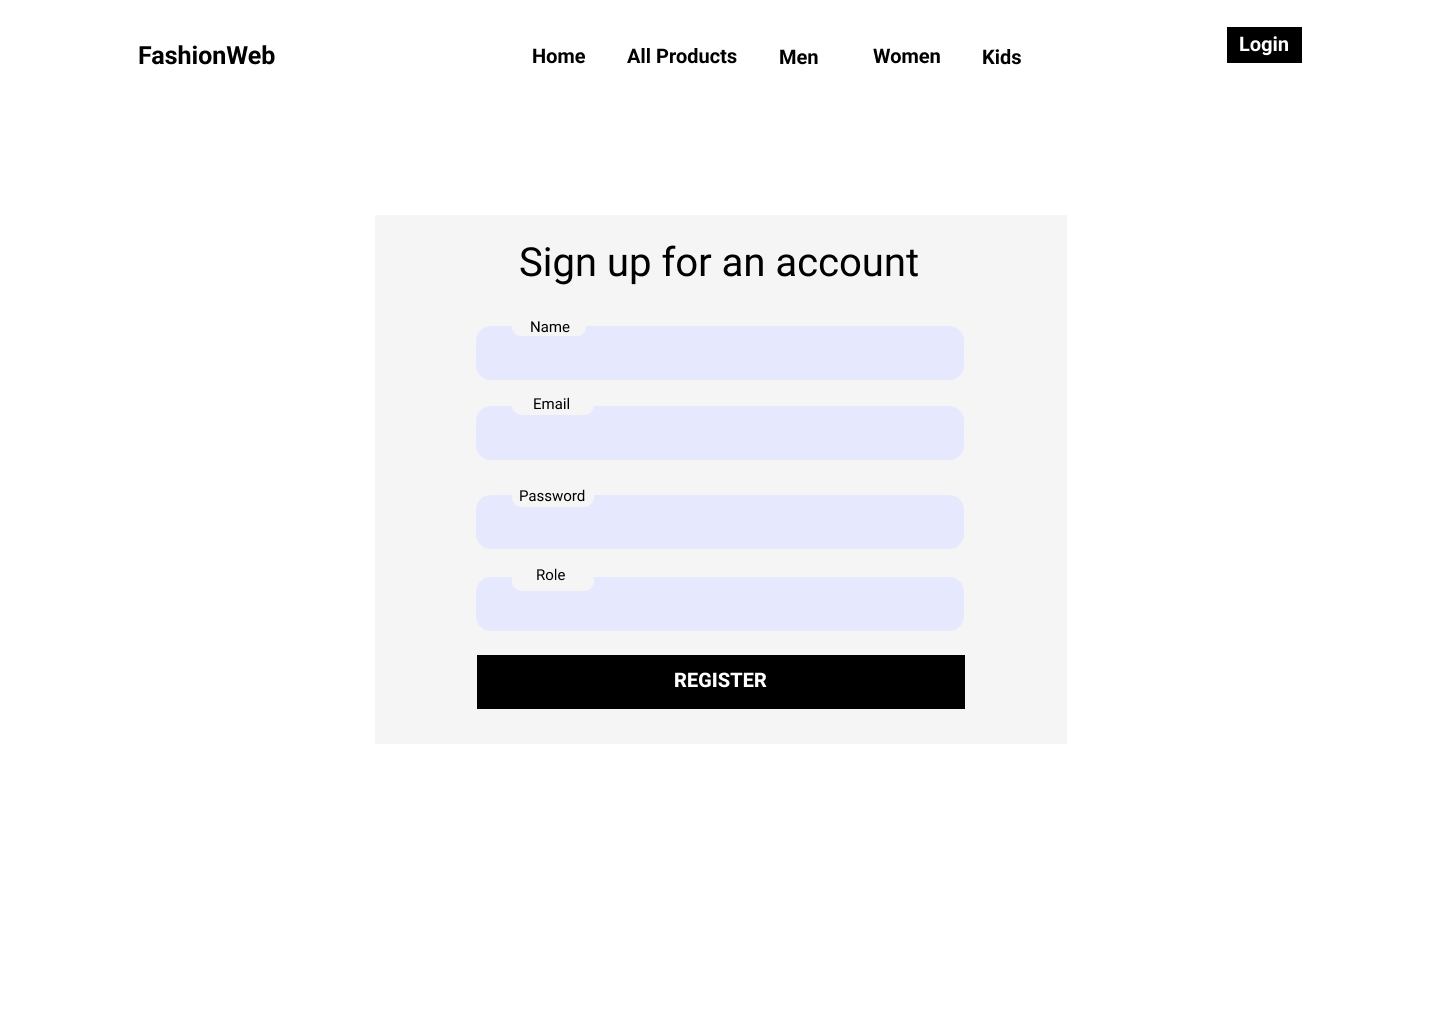 FashionWeb
Home
All Products
Men
Women
Kids
Login
Sign up for an account
Name
Email
Password
Role
REGISTER